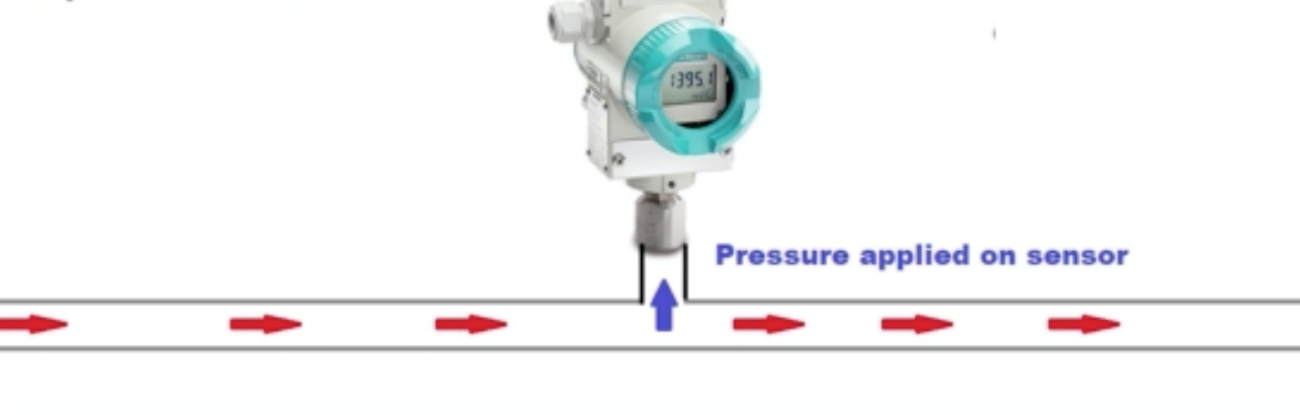 1395.1
Pressure applied on sensor